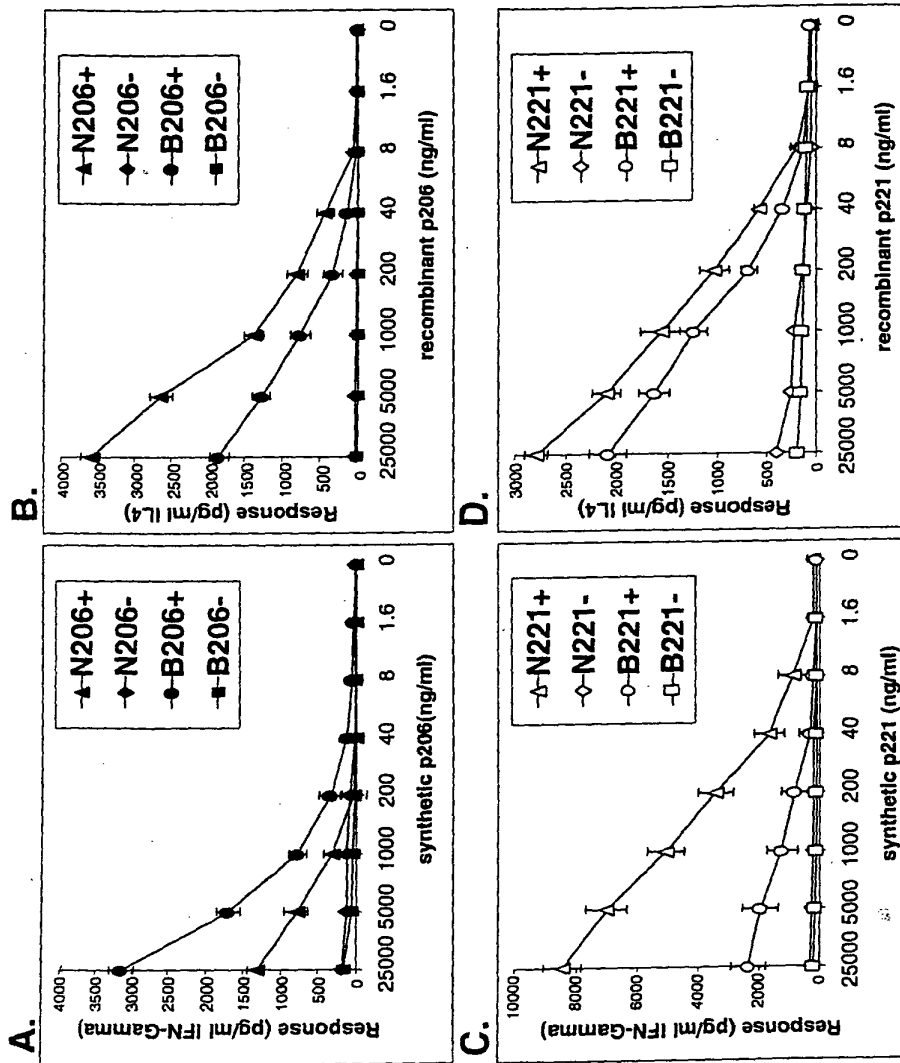 A.
Response (pg/ml IFN-Gamma)
4000
3500
3000
2500
2000
1500
1000
500
0
N206+
N206-
B206+
B206-
25000 5000 1000 200 40 8 1.6 0
synthetic p206(ng/ml)
B.
Response (pg/ml IL4)
4000
3500
3000
2500
2000
1500
1000
500
0
N206+
N206-
B206+
B206-
25000 5000 1000 200 40 8 1.6 0
recombinant p206 (ng/ml)
C.
Response (pg/ml IFN-Gamma)
10000
8000
6000
4000
2000
0
N221+
N221-
B221+
B221-
25000 5000 1000 200 40 8 1.6 0
synthetic p221 (ng/ml)
D.
Response (pg/ml IL4)
3000
2500
2000
1500
1000
500
0
N221+
N221-
B221+
B221-
25000 5000 1000 200 40 8 1.6 0
recombinant p221 (ng/ml)